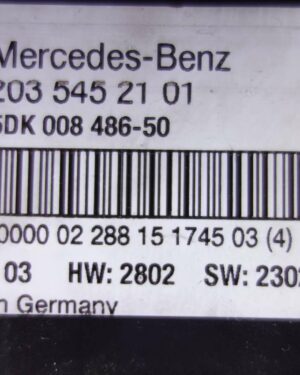 Mercedes-Benz
203 545 21 01
5DK 008 486-50
0000 02 288 15 1745 03 (4)
03 HW: 2802 SW: 2302
n Germany